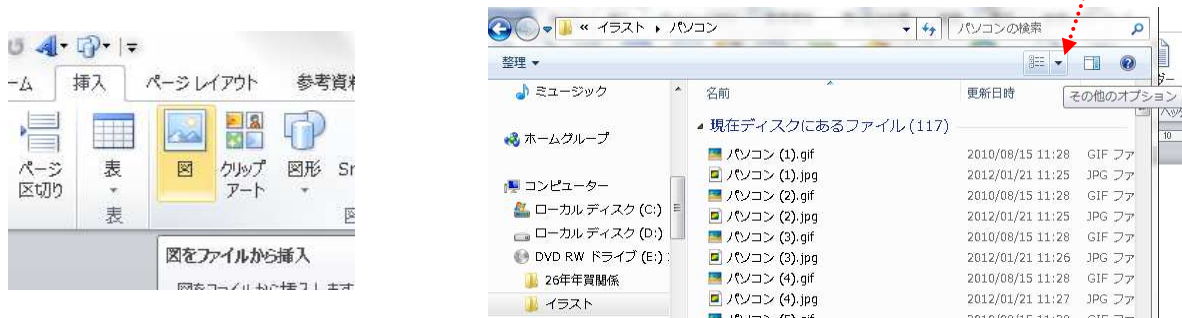 ーム 挿入 ページ レイアウト 参考資料
ページ
区切り
表
図
クリップ
アート
図形
表
図をファイルから挿入
« イラスト ▸ パソコン
パソコンの検索
整理
その他のオプション
ミュージック
ホームグループ
コンピューター
ローカル ディスク (C:)
ローカル ディスク (D:)
DVD RW ドライブ (E:)
26年年賀関係
イラスト
名前 更新日時
現在ディスクにあるファイル (117)
パソコン (1).gif 2010/08/15 11:28 GIF ファ
パソコン (1).jpg 2012/01/21 11:25 JPG ファ
パソコン (2).gif 2010/08/15 11:28 GIF ファ
パソコン (2).jpg 2012/01/21 11:25 JPG ファ
パソコン (3).gif 2010/08/15 11:28 GIF ファ
パソコン (3).jpg 2012/01/21 11:26 JPG ファ
パソコン (4).gif 2010/08/15 11:28 GIF ファ
パソコン (4).jpg 2012/01/21 11:27 JPG ファ
10